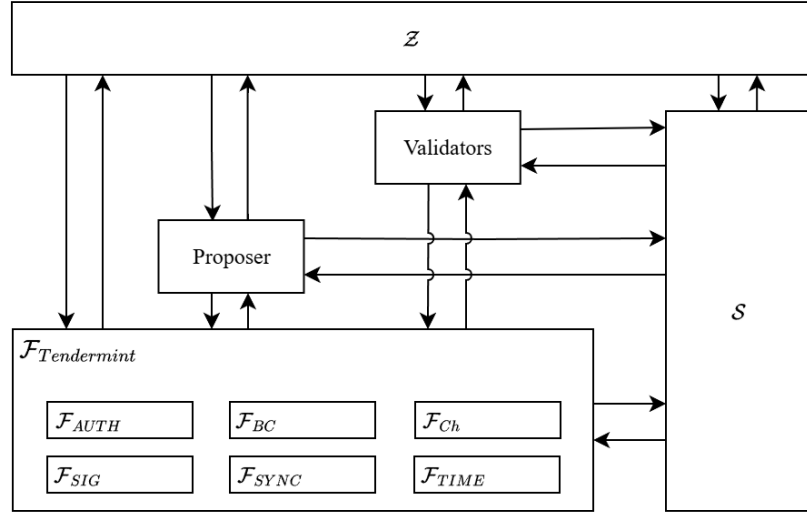 𝒵
Validators
Proposer
𝒮
ℱ_Tendermint
ℱ_AUTH
ℱ_BC
ℱ_Ch
ℱ_SIG
ℱ_SYNC
ℱ_TIME